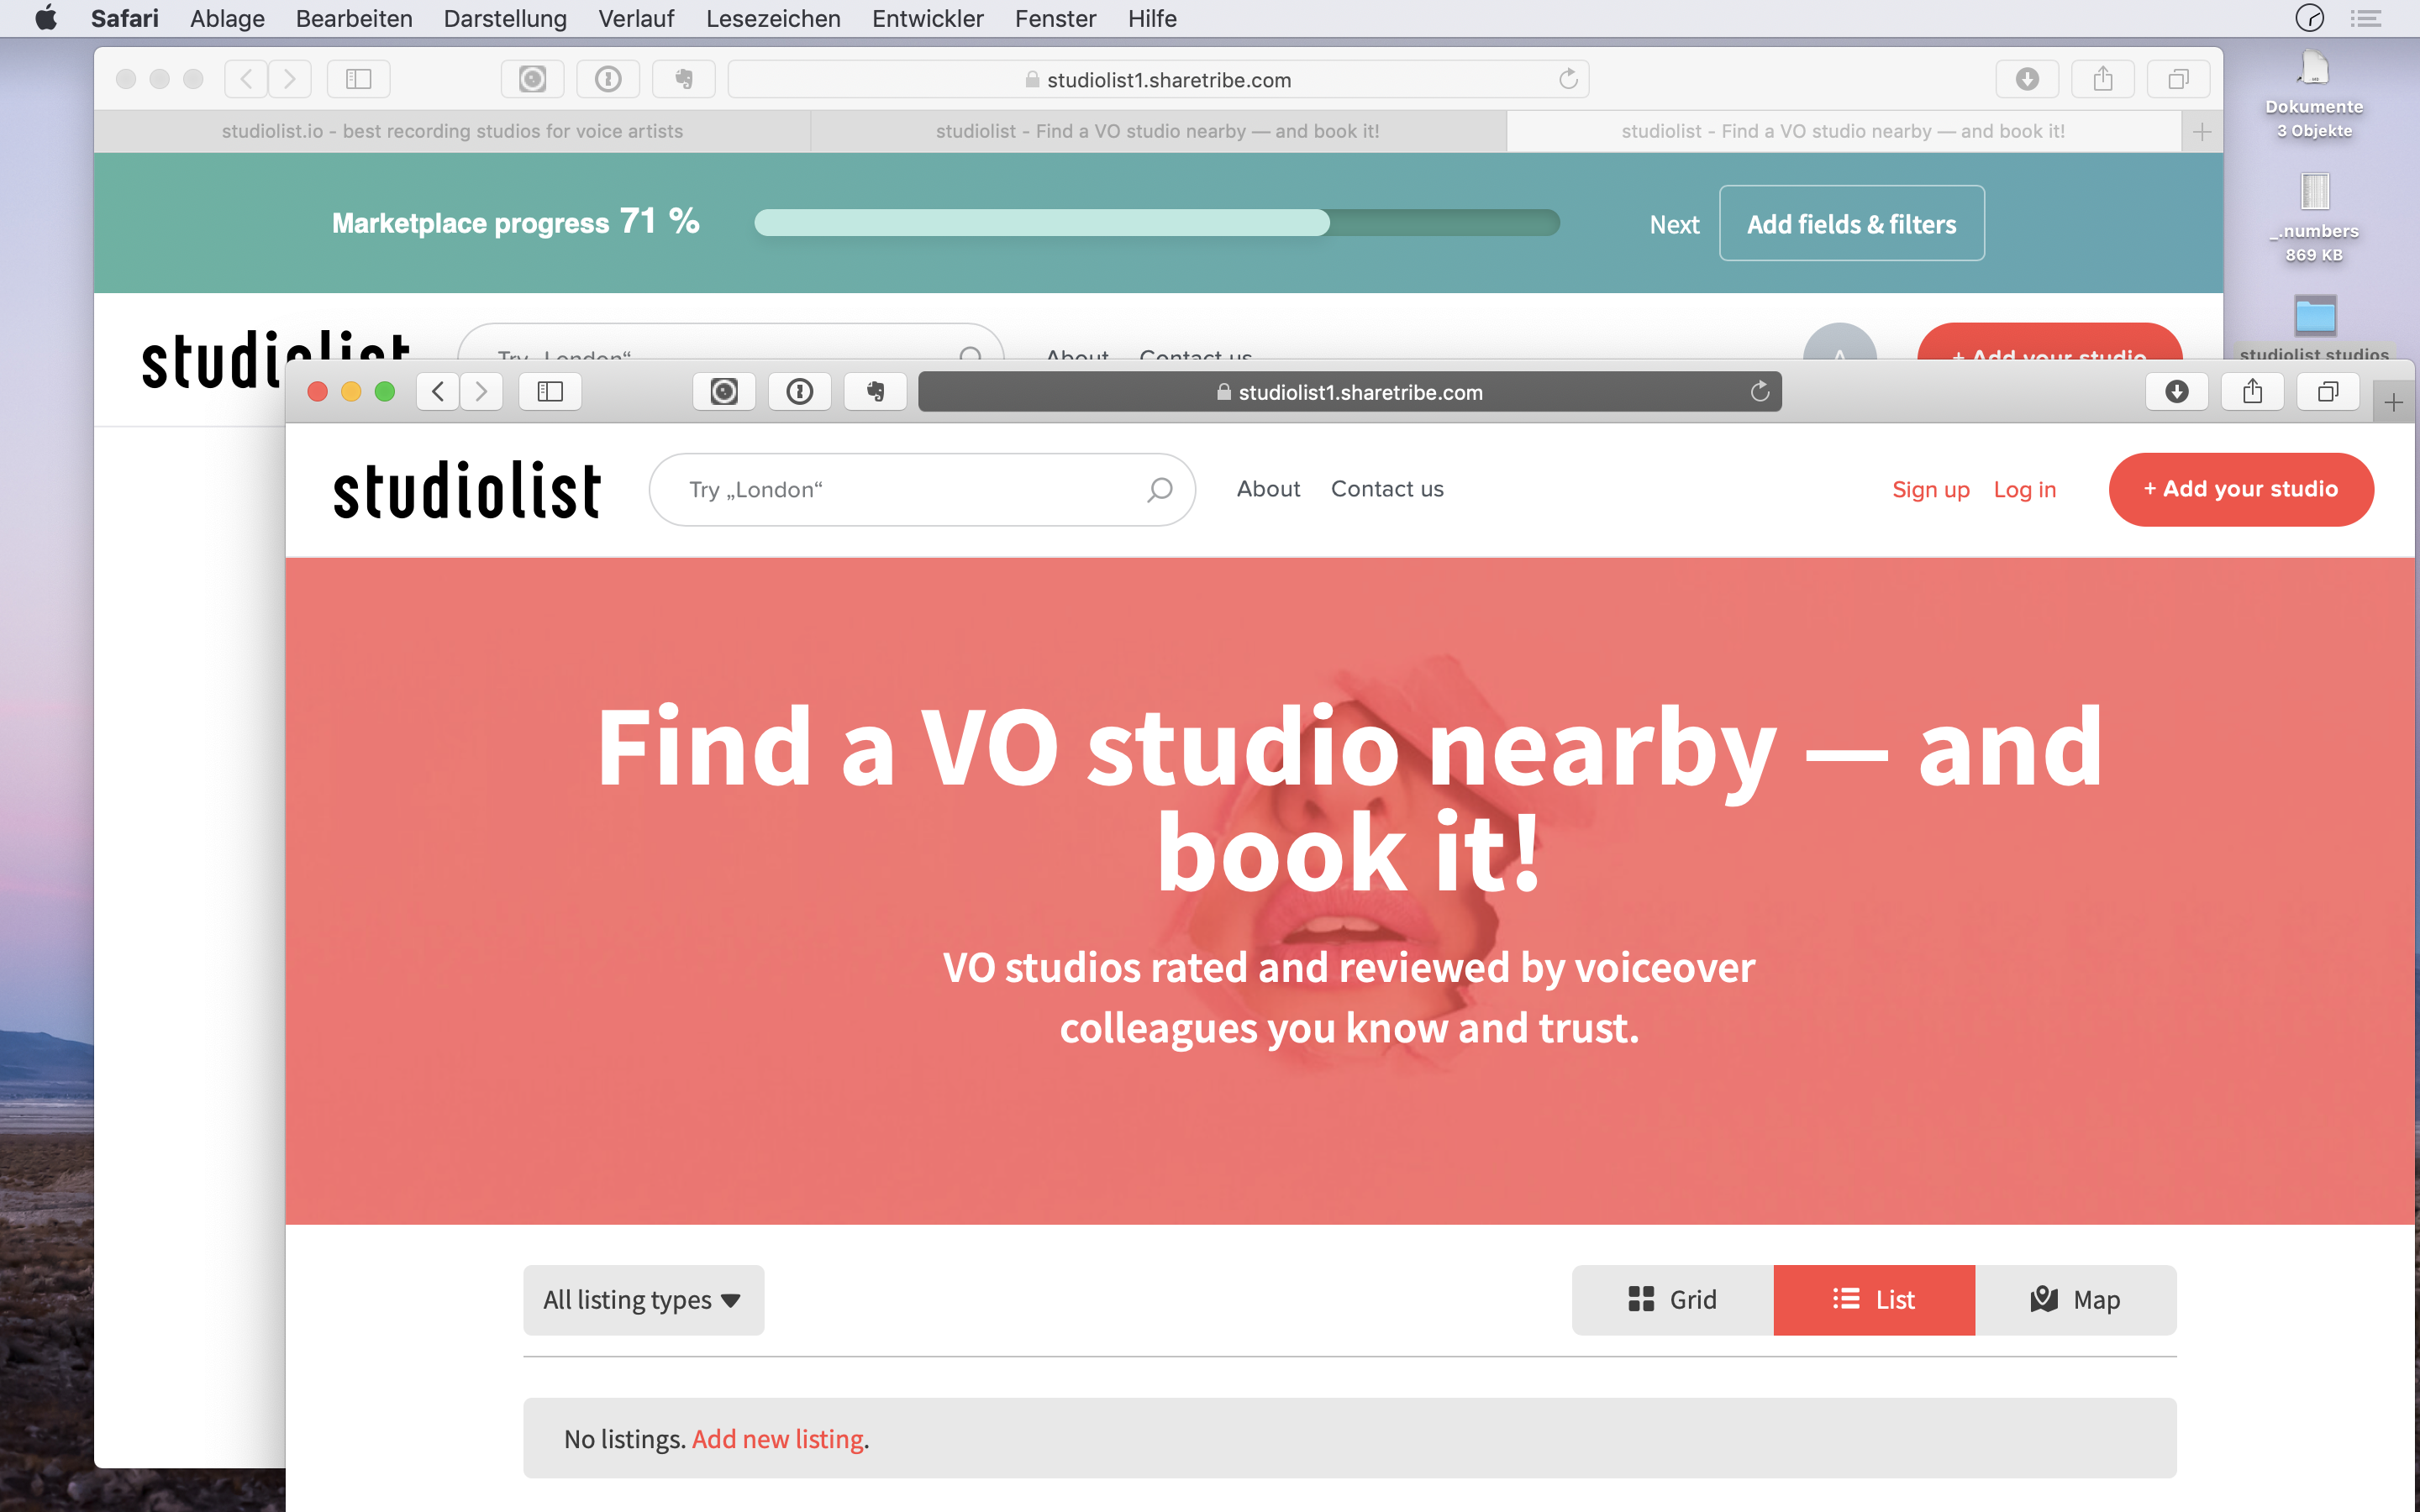 Safari Ablage Bearbeiten Darstellung Verlauf Lesezeichen Entwickler Fenster Hilfe
studiolist1.sharetribe.com
studiolist.io - best recording studios for voice artists
studiolist - Find a VO studio nearby — and book it!
studiolist - Find a VO studio nearby — and book it!
Marketplace progress 71 %
Next
Add fields & filters
studiolist
Try „London“
About
Contact us
A
+ Add your studio
Dokumente
3 Objekte
_.numbers
869 KB
studiolist studios
studiolist1.sharetribe.com
studiolist
Try „London“
About
Contact us
Sign up
Log in
+ Add your studio
Find a VO studio nearby — and
book it!
VO studios rated and reviewed by voiceover
colleagues you know and trust.
All listing types
Grid
List
Map
No listings. Add new listing.